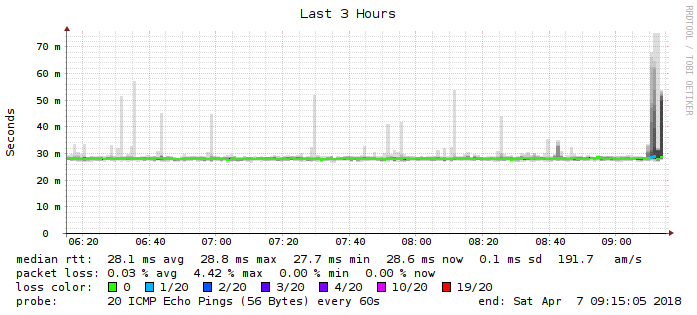 Last 3 Hours
RRDTOOL / TOBI OETIKER
Seconds
70 m
60 m
50 m
40 m
30 m
20 m
10 m
0
06:20 06:40 07:00 07:20 07:40 08:00 08:20 08:40 09:00
median rtt: 28.1 ms avg 28.8 ms max 27.7 ms min 28.6 ms now 0.1 ms sd 191.7 am/s
packet loss: 0.03 % avg 4.42 % max 0.00 % min 0.00 % now
loss color: 0 1/20 2/20 3/20 4/20 10/20 19/20
probe: 20 ICMP Echo Pings (56 Bytes) every 60s end: Sat Apr 7 09:15:05 2018